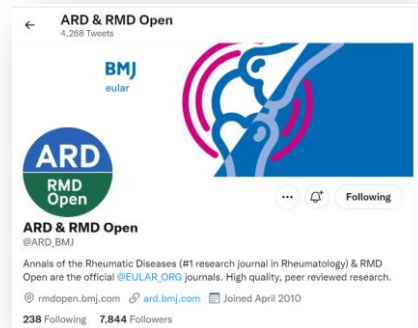 ARD & RMD Open
4,268 Tweets
BMJ
eular
ARD
RMD
Open
Following
ARD & RMD Open
@ARD_BMJ
Annals of the Rheumatic Diseases (#1 research journal in Rheumatology) & RMD
Open are the official @EULAR_ORG journals. High quality, peer reviewed research.
rmdopen.bmj.com ard.bmj.com Joined April 2010
238 Following 7,844 Followers